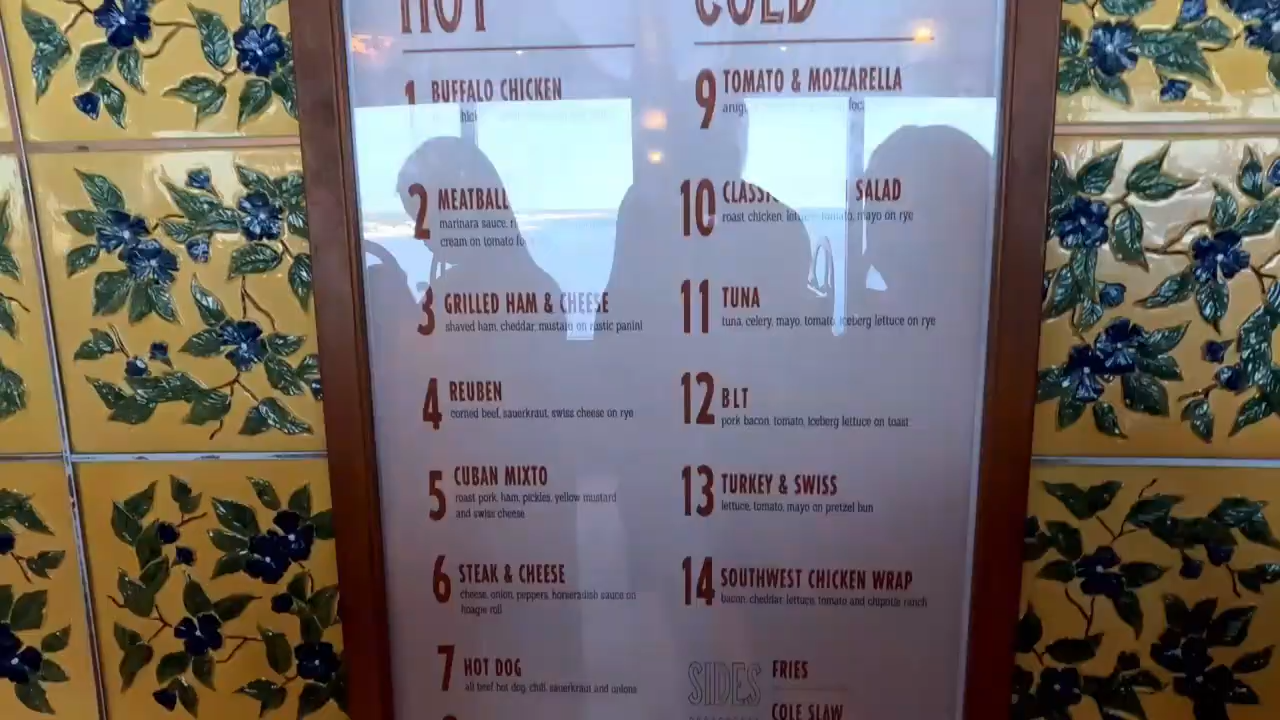 HOT
1 BUFFALO CHICKEN
2 MEATBALL
marinara sauce,
cream on tomato
3 GRILLED HAM & CHEESE
shaved ham, cheddar, mustard on rustic panini
4 REUBEN
corned beef, sauerkraut, swiss cheese on rye
5 CUBAN MIXTO
roast pork, ham, pickles, yellow mustard
and swiss cheese
6 STEAK & CHEESE
cheese, onion, peppers, horseradish sauce on
hoagie roll
7 HOT DOG
all beef hot dog, chili, sauerkraut and onions
COLD
9 TOMATO & MOZZARELLA
10 SALAD
roast chicken, lettuce, tomato, mayo on rye
11 TUNA
tuna, celery, mayo, tomato, iceberg lettuce on rye
12 BLT
pork bacon, tomato, iceberg lettuce on toast
13 TURKEY & SWISS
lettuce, tomato, mayo on pretzel bun
14 SOUTHWEST CHICKEN WRAP
bacon, cheddar, lettuce, tomato and chipotle ranch
SIDES
FRIES
COLE SLAW